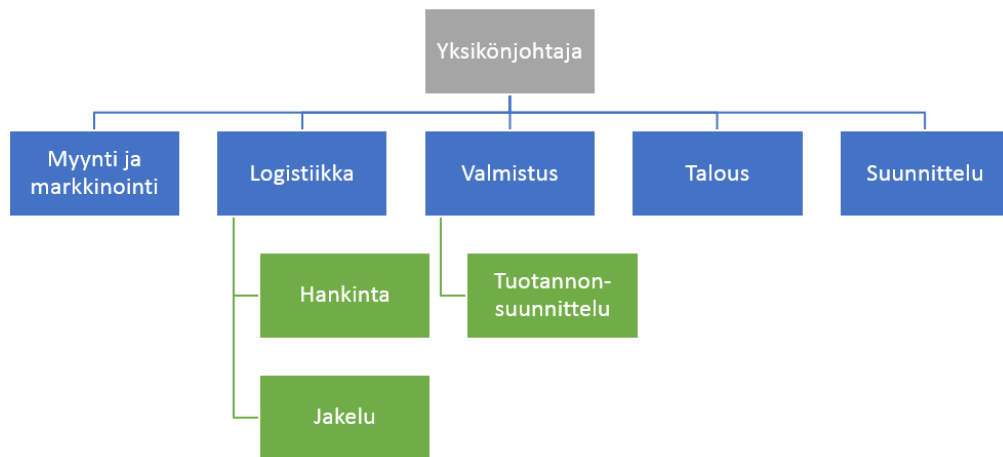 Yksikönjohtaja
Myynti ja
markkinointi
Logistiikka
Valmistus
Talous
Suunnittelu
Hankinta
Tuotannon-
suunnittelu
Jakelu